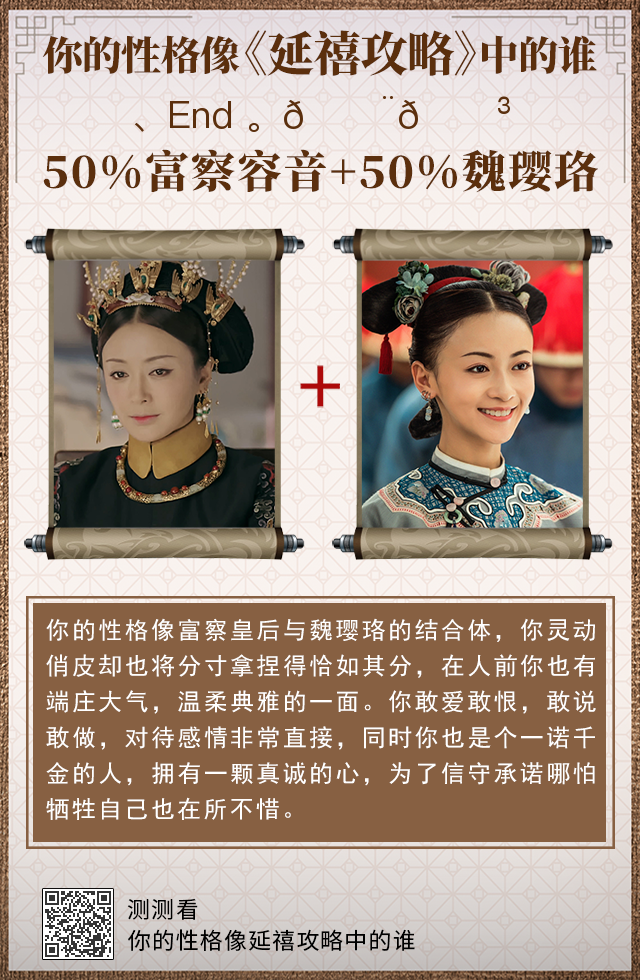 你的性格像《延禧攻略》中的谁
、End 。ð ¨ð ³
50%富察容音+50%魏璎珞
+
你的性格像富察皇后与魏璎珞的结合体，你灵动
俏皮却也将分寸拿捏得恰如其分，在人前你也有
端庄大气，温柔典雅的一面。你敢爱敢恨，敢说
敢做，对待感情非常直接，同时你也是个一诺千
金的人，拥有一颗真诚的心，为了信守承诺哪怕
牺牲自己也在所不惜。
测测看
你的性格像延禧攻略中的谁